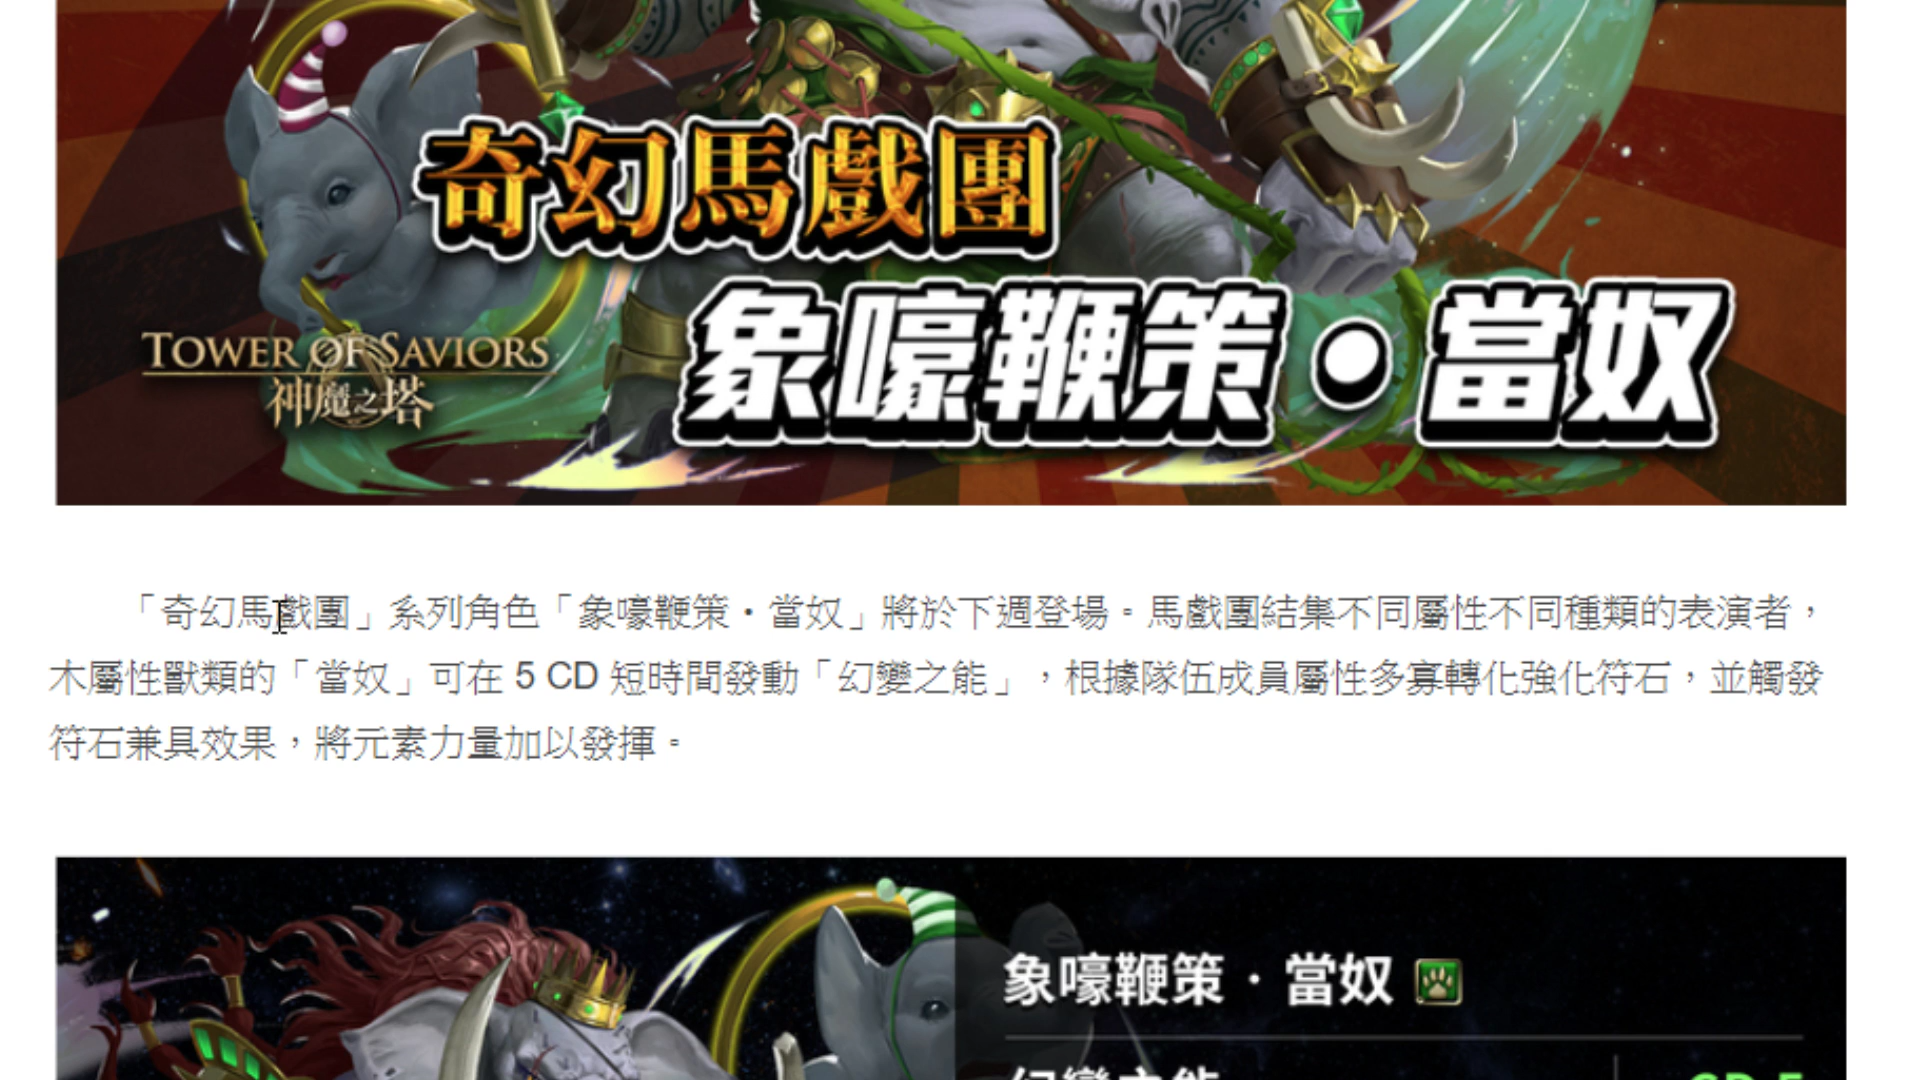 奇幻馬戲團
象嚎鞭策・當奴
TOWER OF SAVIORS
神魔之塔
「奇幻馬戲團」系列角色「象嚎鞭策・當奴」將於下週登場。馬戲團結集不同屬性不同種類的表演者，
木屬性獸類的「當奴」可在 5 CD 短時間發動「幻變之能」，根據隊伍成員屬性多寡轉化強化符石，並觸發
符石兼具效果，將元素力量加以發揮。
象嚎鞭策・當奴
幻變之能
CD 5